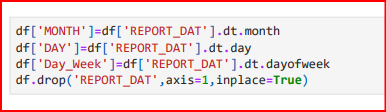 df['MONTH']=df['REPORT_DAT'].dt.month
df['DAY']=df['REPORT_DAT'].dt.day
df['Day_Week']=df['REPORT_DAT'].dt.dayofweek
df.drop('REPORT_DAT',axis=1,inplace=True)